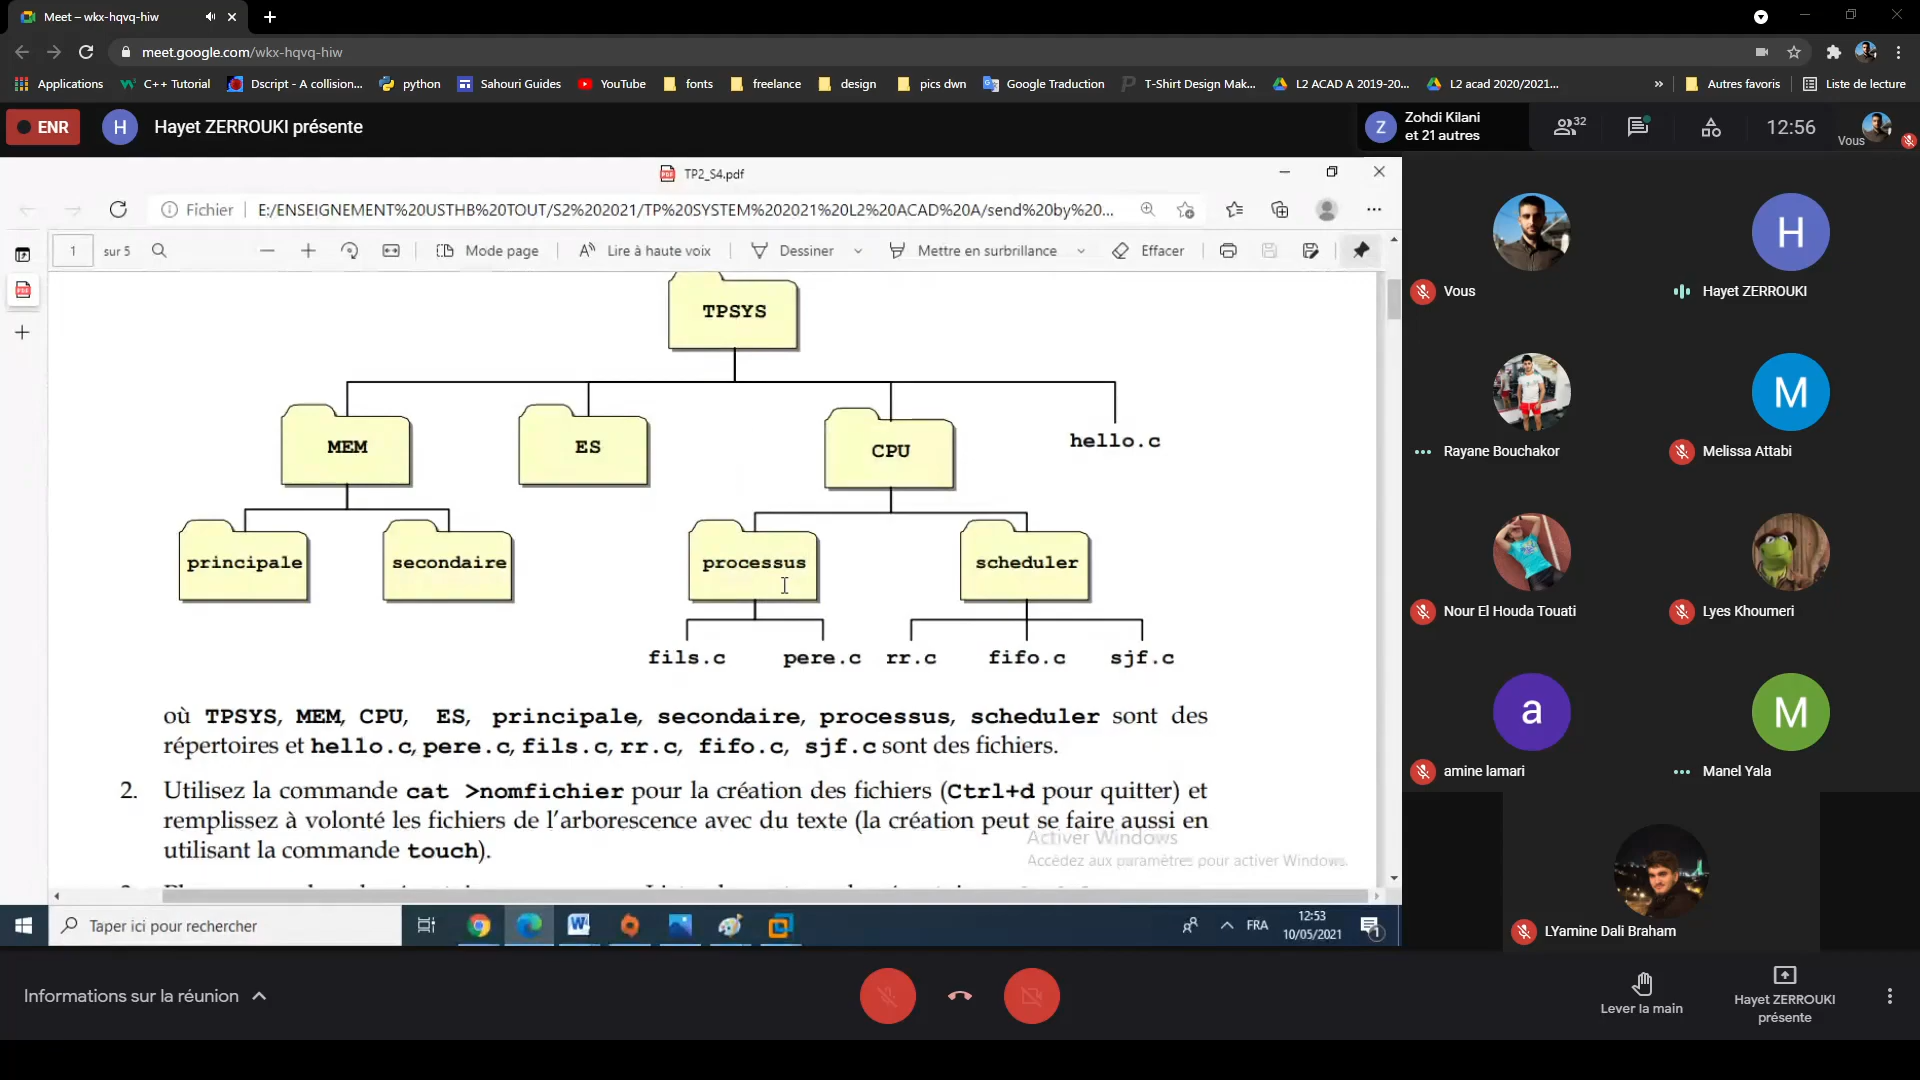 Meet – wkx-hqvq-hiw
meet.google.com/wkx-hqvq-hiw
Applications C++ Tutorial Dscript - A collision... python Sahouri Guides YouTube fonts freelance design pics dwn Google Traduction T-Shirt Design Mak... L2 ACAD A 2019-20... L2 acad 2020/2021... » Autres favoris Liste de lecture
ENR H Hayet ZERROUKI présente
Z Zohdi Kilani
et 21 autres
32
12:56
Vous
TP2_S4.pdf
Fichier E:/ENSEIGNEMENT%20USTHB%20TOUT/S2%202021/TP%20SYSTEM%202021%20L2%20ACAD%20A/send%20by%20...
1 sur 5 Mode page Lire à haute voix Dessiner Mettre en surbrillance Effacer
TPSYS
MEM ES CPU hello.c
principale secondaire processus scheduler
fils.c pere.c rr.c fifo.c sjf.c
où TPSYS, MEM, CPU, ES, principale, secondaire, processus, scheduler sont des
répertoires et hello.c, pere.c, fils.c, rr.c, fifo.c, sjf.c sont des fichiers.
2. Utilisez la commande cat >nomfichier pour la création des fichiers (Ctrl+d pour quitter) et
remplissez à volonté les fichiers de l'arborescence avec du texte (la création peut se faire aussi en
utilisant la commande touch).
Activer Windows
Accédez aux paramètres pour activer Windows.
Taper ici pour rechercher
FRA
12:53
10/05/2021
1
H
Vous Hayet ZERROUKI
M
Rayane Bouchakor Melissa Attabi
Nour El Houda Touati Lyes Khoumeri
a M
amine lamari Manel Yala
LYamine Dali Braham
Informations sur la réunion
Lever la main
Hayet ZERROUKI
présente